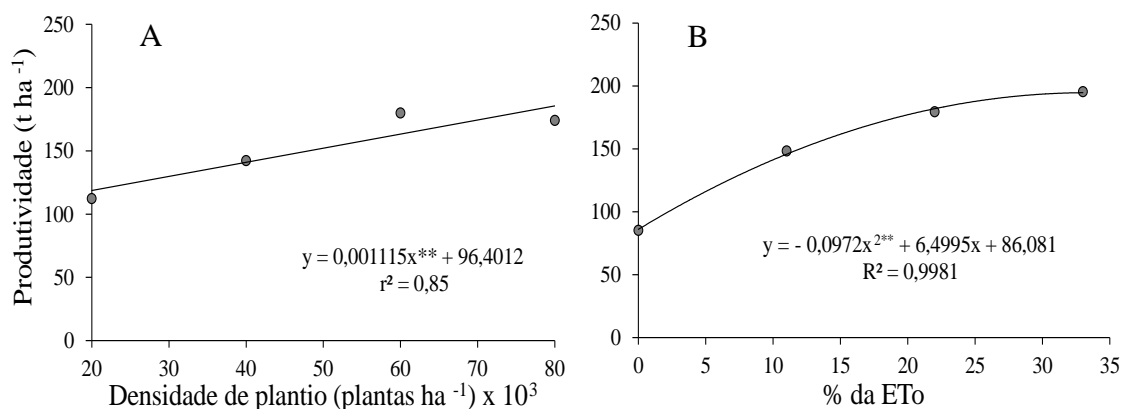 A
Produtividade (t ha ⁻¹)
250
200
150
100
50
0
y = 0,001115x** + 96,4012
r² = 0,85
20 30 40 50 60 70 80
Densidade de plantio (plantas ha ⁻¹) x 10³
B
250
200
150
100
50
0
y = - 0,0972x²** + 6,4995x + 86,081
R² = 0,9981
0 5 10 15 20 25 30 35
% da ETo